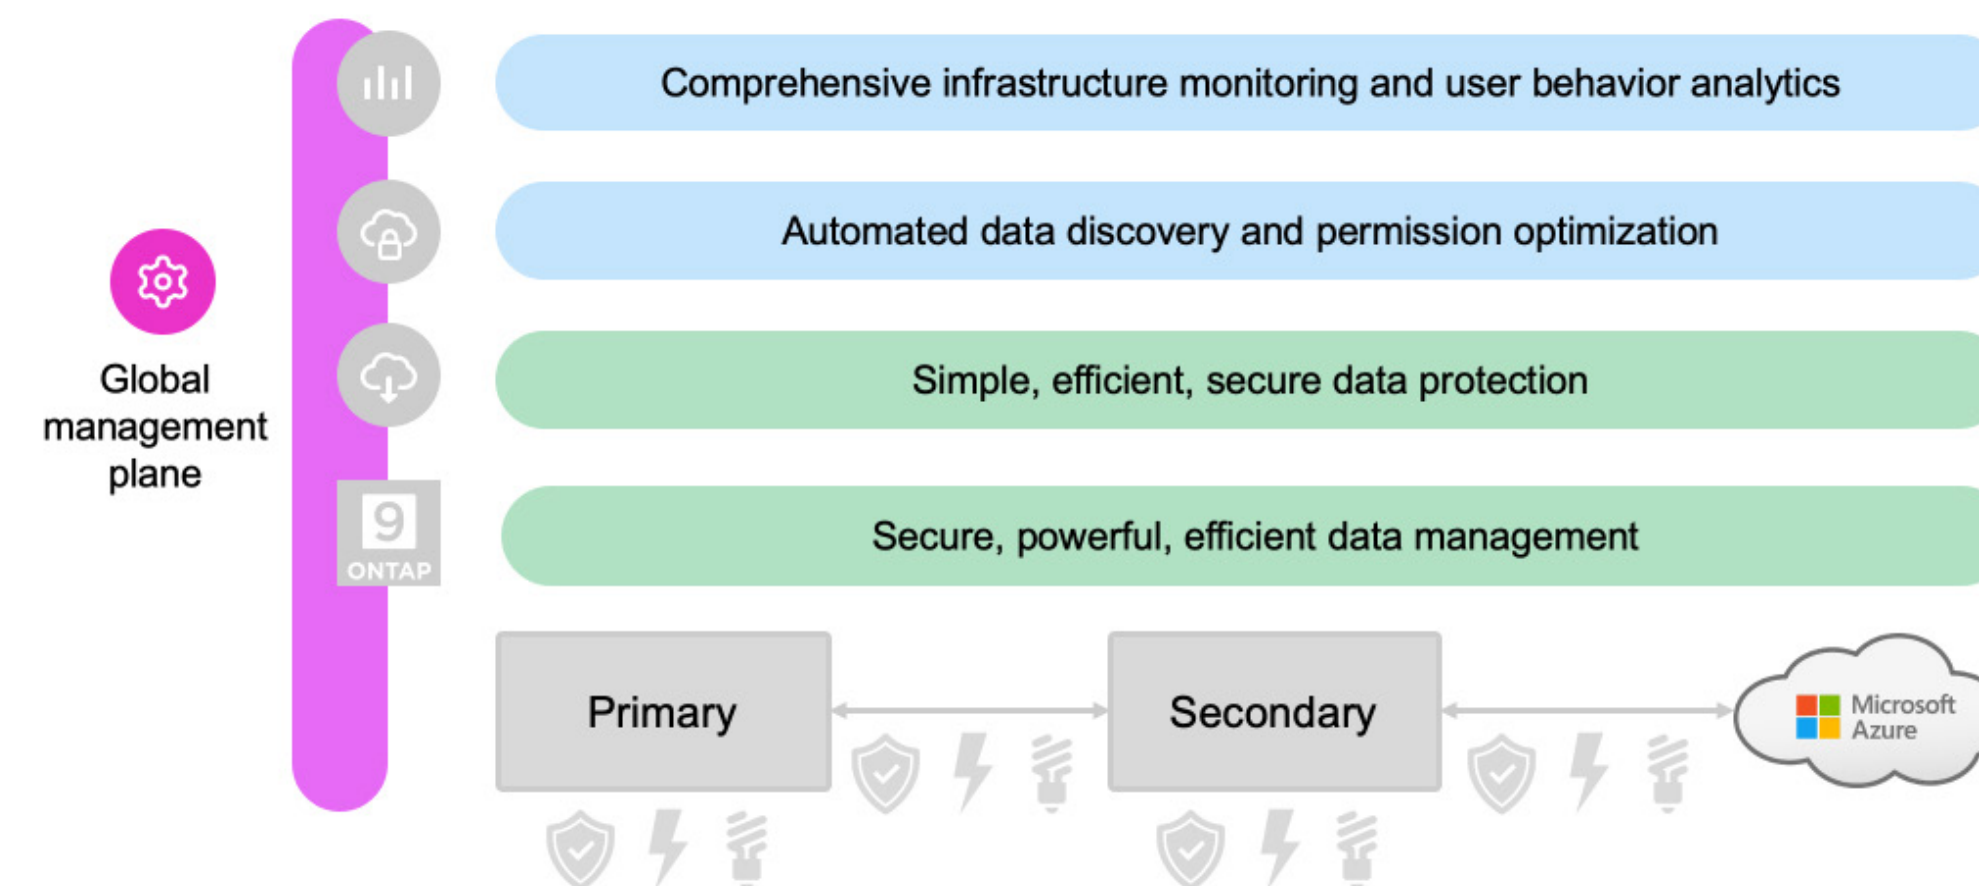 Comprehensive infrastructure monitoring and user behavior analytics
Automated data discovery and permission optimization
Global
management
plane
Simple, efficient, secure data protection
9
ONTAP
Secure, powerful, efficient data management
Primary
Secondary
Microsoft
Azure